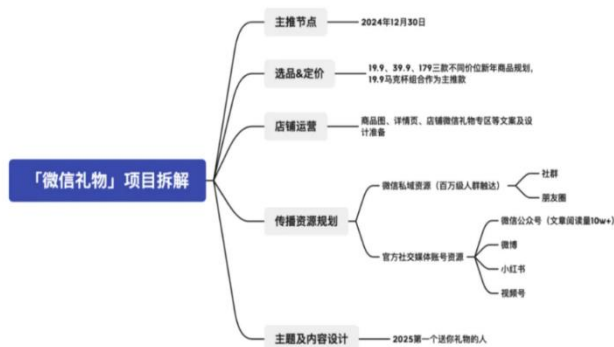 主推节点
2024年12月30日
选品&定价
19.9、39.9、179三款不同价位新年商品规划，
19.9马克杯组合作为主推款
店铺运营
商品图、详情页、店铺微信礼物专区等文案及设
计准备
「微信礼物」项目拆解
传播资源规划
微信私域资源（百万级人群触达）
社群
朋友圈
官方社交媒体账号资源
微信公众号（文章阅读量10w+）
微博
小红书
视频号
主题及内容设计
2025第一个送你礼物的人